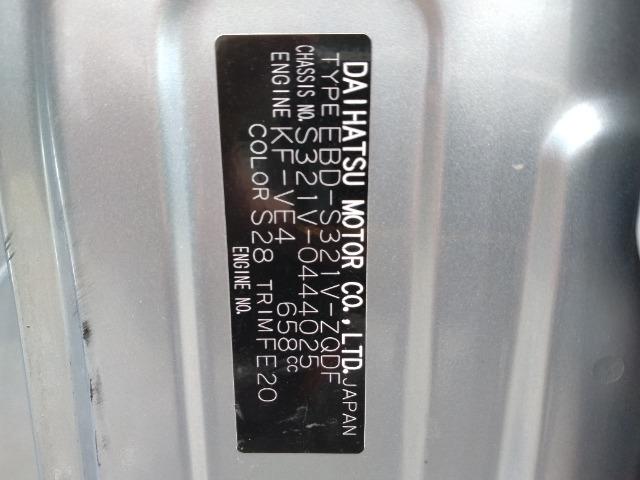 DAIHATSU MOTOR CO., LTD. JAPAN
TYPE EBD-S321V-ZQDF
CHASSIS NO. S321V-0444025
ENGINE KF-VE4 658cc
COLOR S28 TRIM FE20
ENGINE NO.